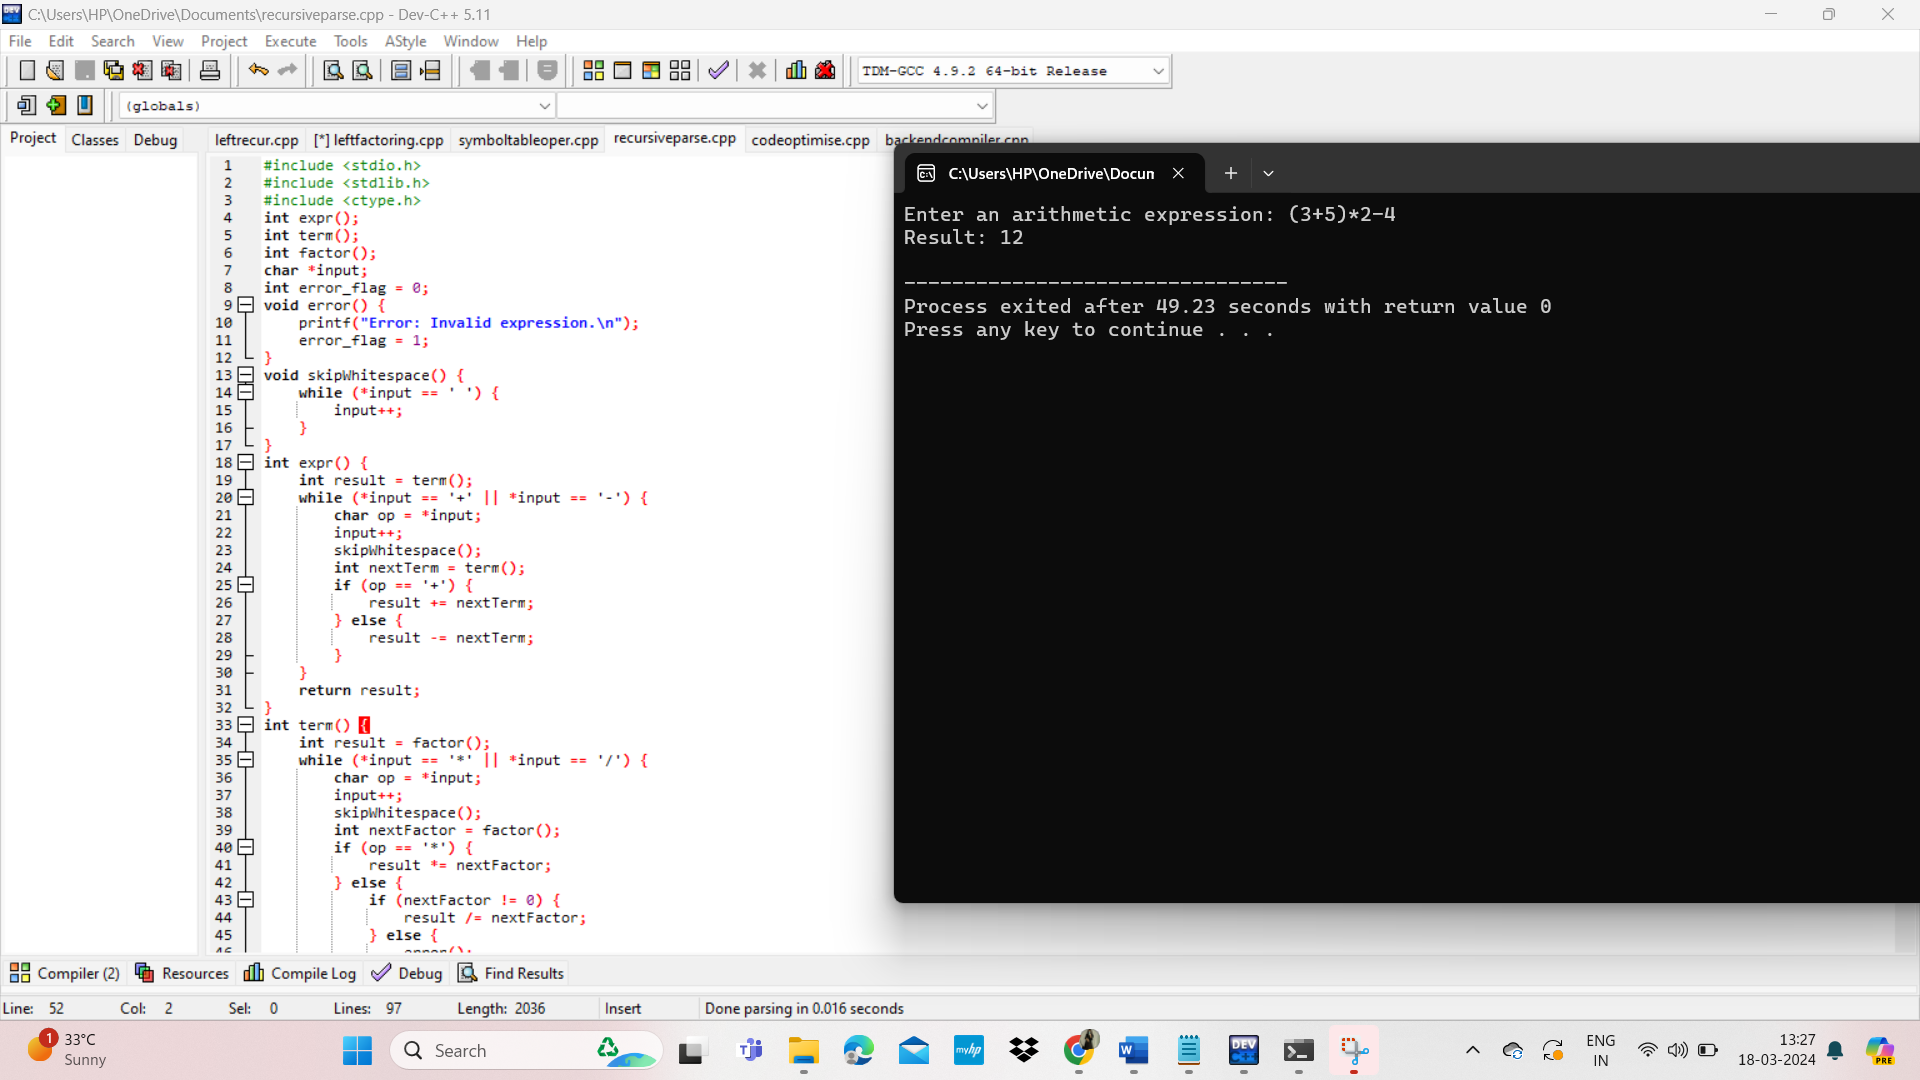 C:\Users\HP\OneDrive\Documents\recursiveparse.cpp - Dev-C++ 5.11
File Edit Search View Project Execute Tools AStyle Window Help
TDM-GCC 4.9.2 64-bit Release
(globals)
Project Classes Debug
leftrecur.cpp [*] leftfactoring.cpp symboltableoper.cpp recursiveparse.cpp codeoptimise.cpp backendcompiler.cpp
1 #include <stdio.h>
2 #include <stdlib.h>
3 #include <ctype.h>
4 int expr();
5 int term();
6 int factor();
7 char *input;
8 int error_flag = 0;
9 void error() {
10 printf("Error: Invalid expression.\n");
11 error_flag = 1;
12 }
13 void skipWhitespace() {
14 while (*input == ' ') {
15 input++;
16 }
17 }
18 int expr() {
19 int result = term();
20 while (*input == '+' || *input == '-') {
21 char op = *input;
22 input++;
23 skipWhitespace();
24 int nextTerm = term();
25 if (op == '+') {
26 result += nextTerm;
27 } else {
28 result -= nextTerm;
29 }
30 }
31 return result;
32 }
33 int term() {
34 int result = factor();
35 while (*input == '*' || *input == '/') {
36 char op = *input;
37 input++;
38 skipWhitespace();
39 int nextFactor = factor();
40 if (op == '*') {
41 result *= nextFactor;
42 } else {
43 if (nextFactor != 0) {
44 result /= nextFactor;
45 } else {
46 error();
C:\Users\HP\OneDrive\Docun
Enter an arithmetic expression: (3+5)*2-4
Result: 12
--------------------------------
Process exited after 49.23 seconds with return value 0
Press any key to continue . . .
Compiler (2) Resources Compile Log Debug Find Results
Line: 52 Col: 2 Sel: 0 Lines: 97 Length: 2036 Insert Done parsing in 0.016 seconds
1
33°C
Sunny
Search
myhp
W
DEV
ENG
IN
13:27
18-03-2024
PRE